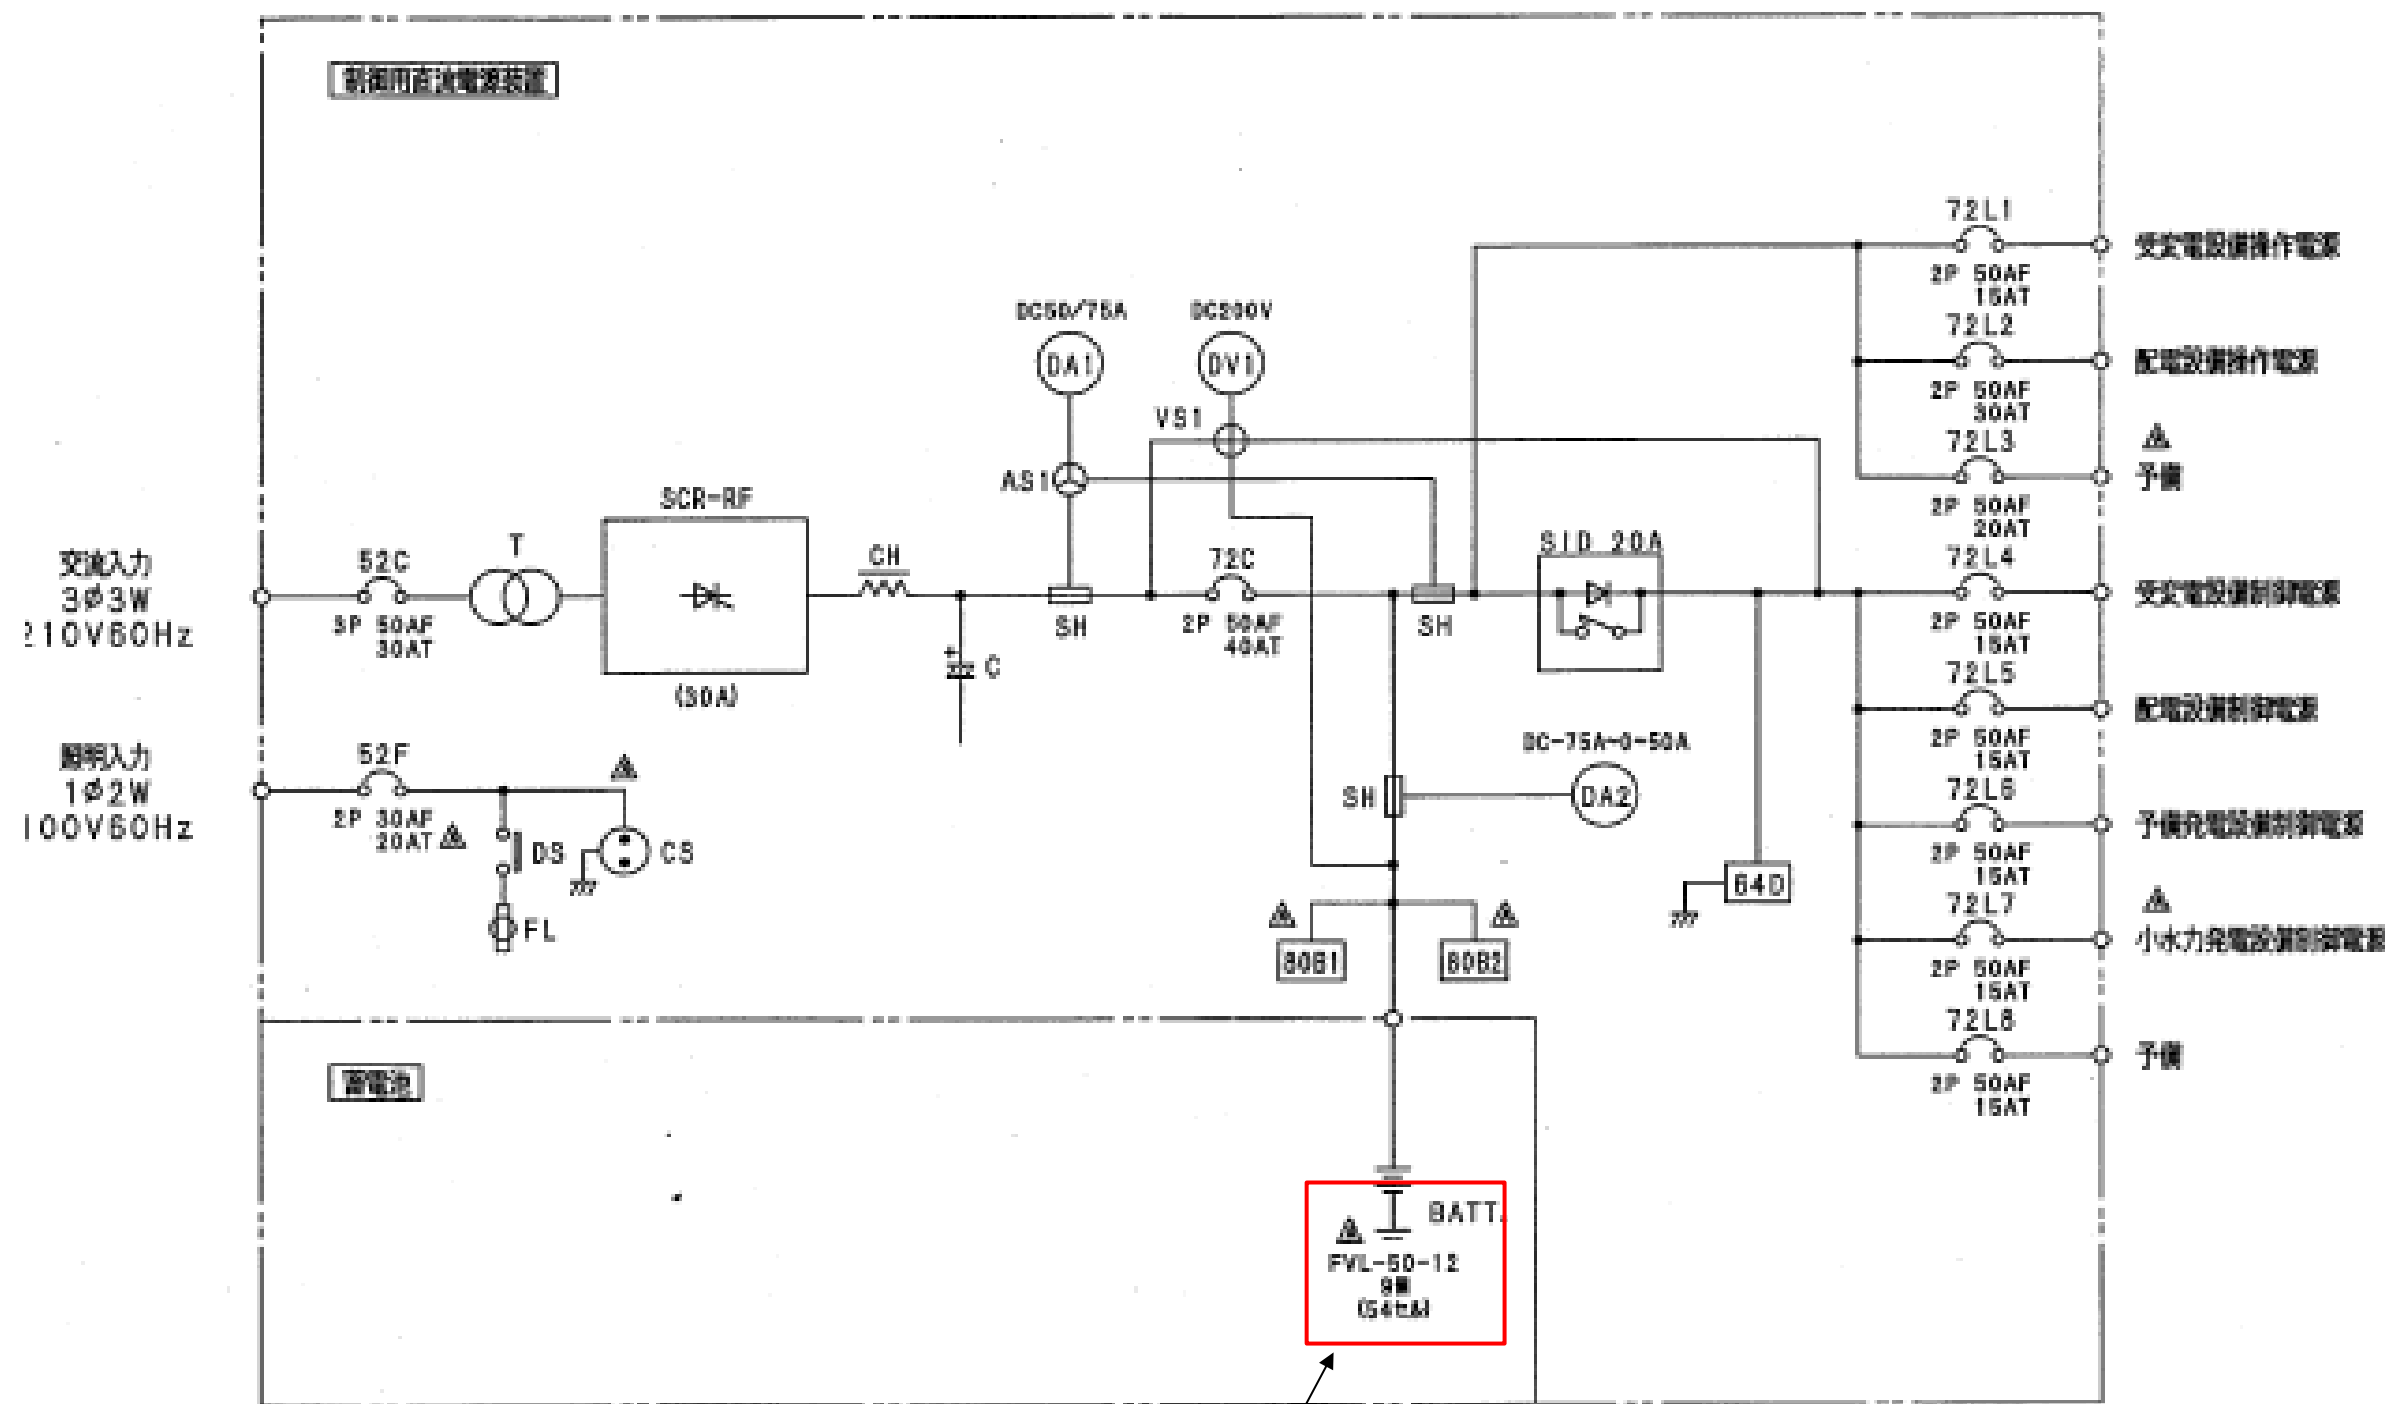 制御用直流電源装置
72L1
受変電設備操作電源
2P 50AF
15AT
DC50/75A
DC200V
72L2
DA1
DV1
配電設備操作電源
2P 50AF
30AT
VS1
72L3
予備
AS1
2P 50AF
20AT
SCR-RF
T
SID 20A
交流入力
52C
CH
72C
72L4
3φ3W
受変電設備制御電源
210V60Hz
3P 50AF
30AT
SH
2P 50AF
40AT
SH
2P 50AF
15AT
C
(30A)
72L5
配電設備制御電源
照明入力
52F
DC-75A-0-50A
2P 50AF
15AT
1φ2W
SH
DA2
72L6
100V60Hz
2P 30AF
20AT
予備発電設備制御電源
DS
CS
2P 50AF
15AT
64D
72L7
FL
小水力発電設備制御電源
80B1
80B2
2P 50AF
15AT
72L8
予備
蓄電池
2P 50AF
15AT
BATT.
FVL-50-12
9個
(54セル)